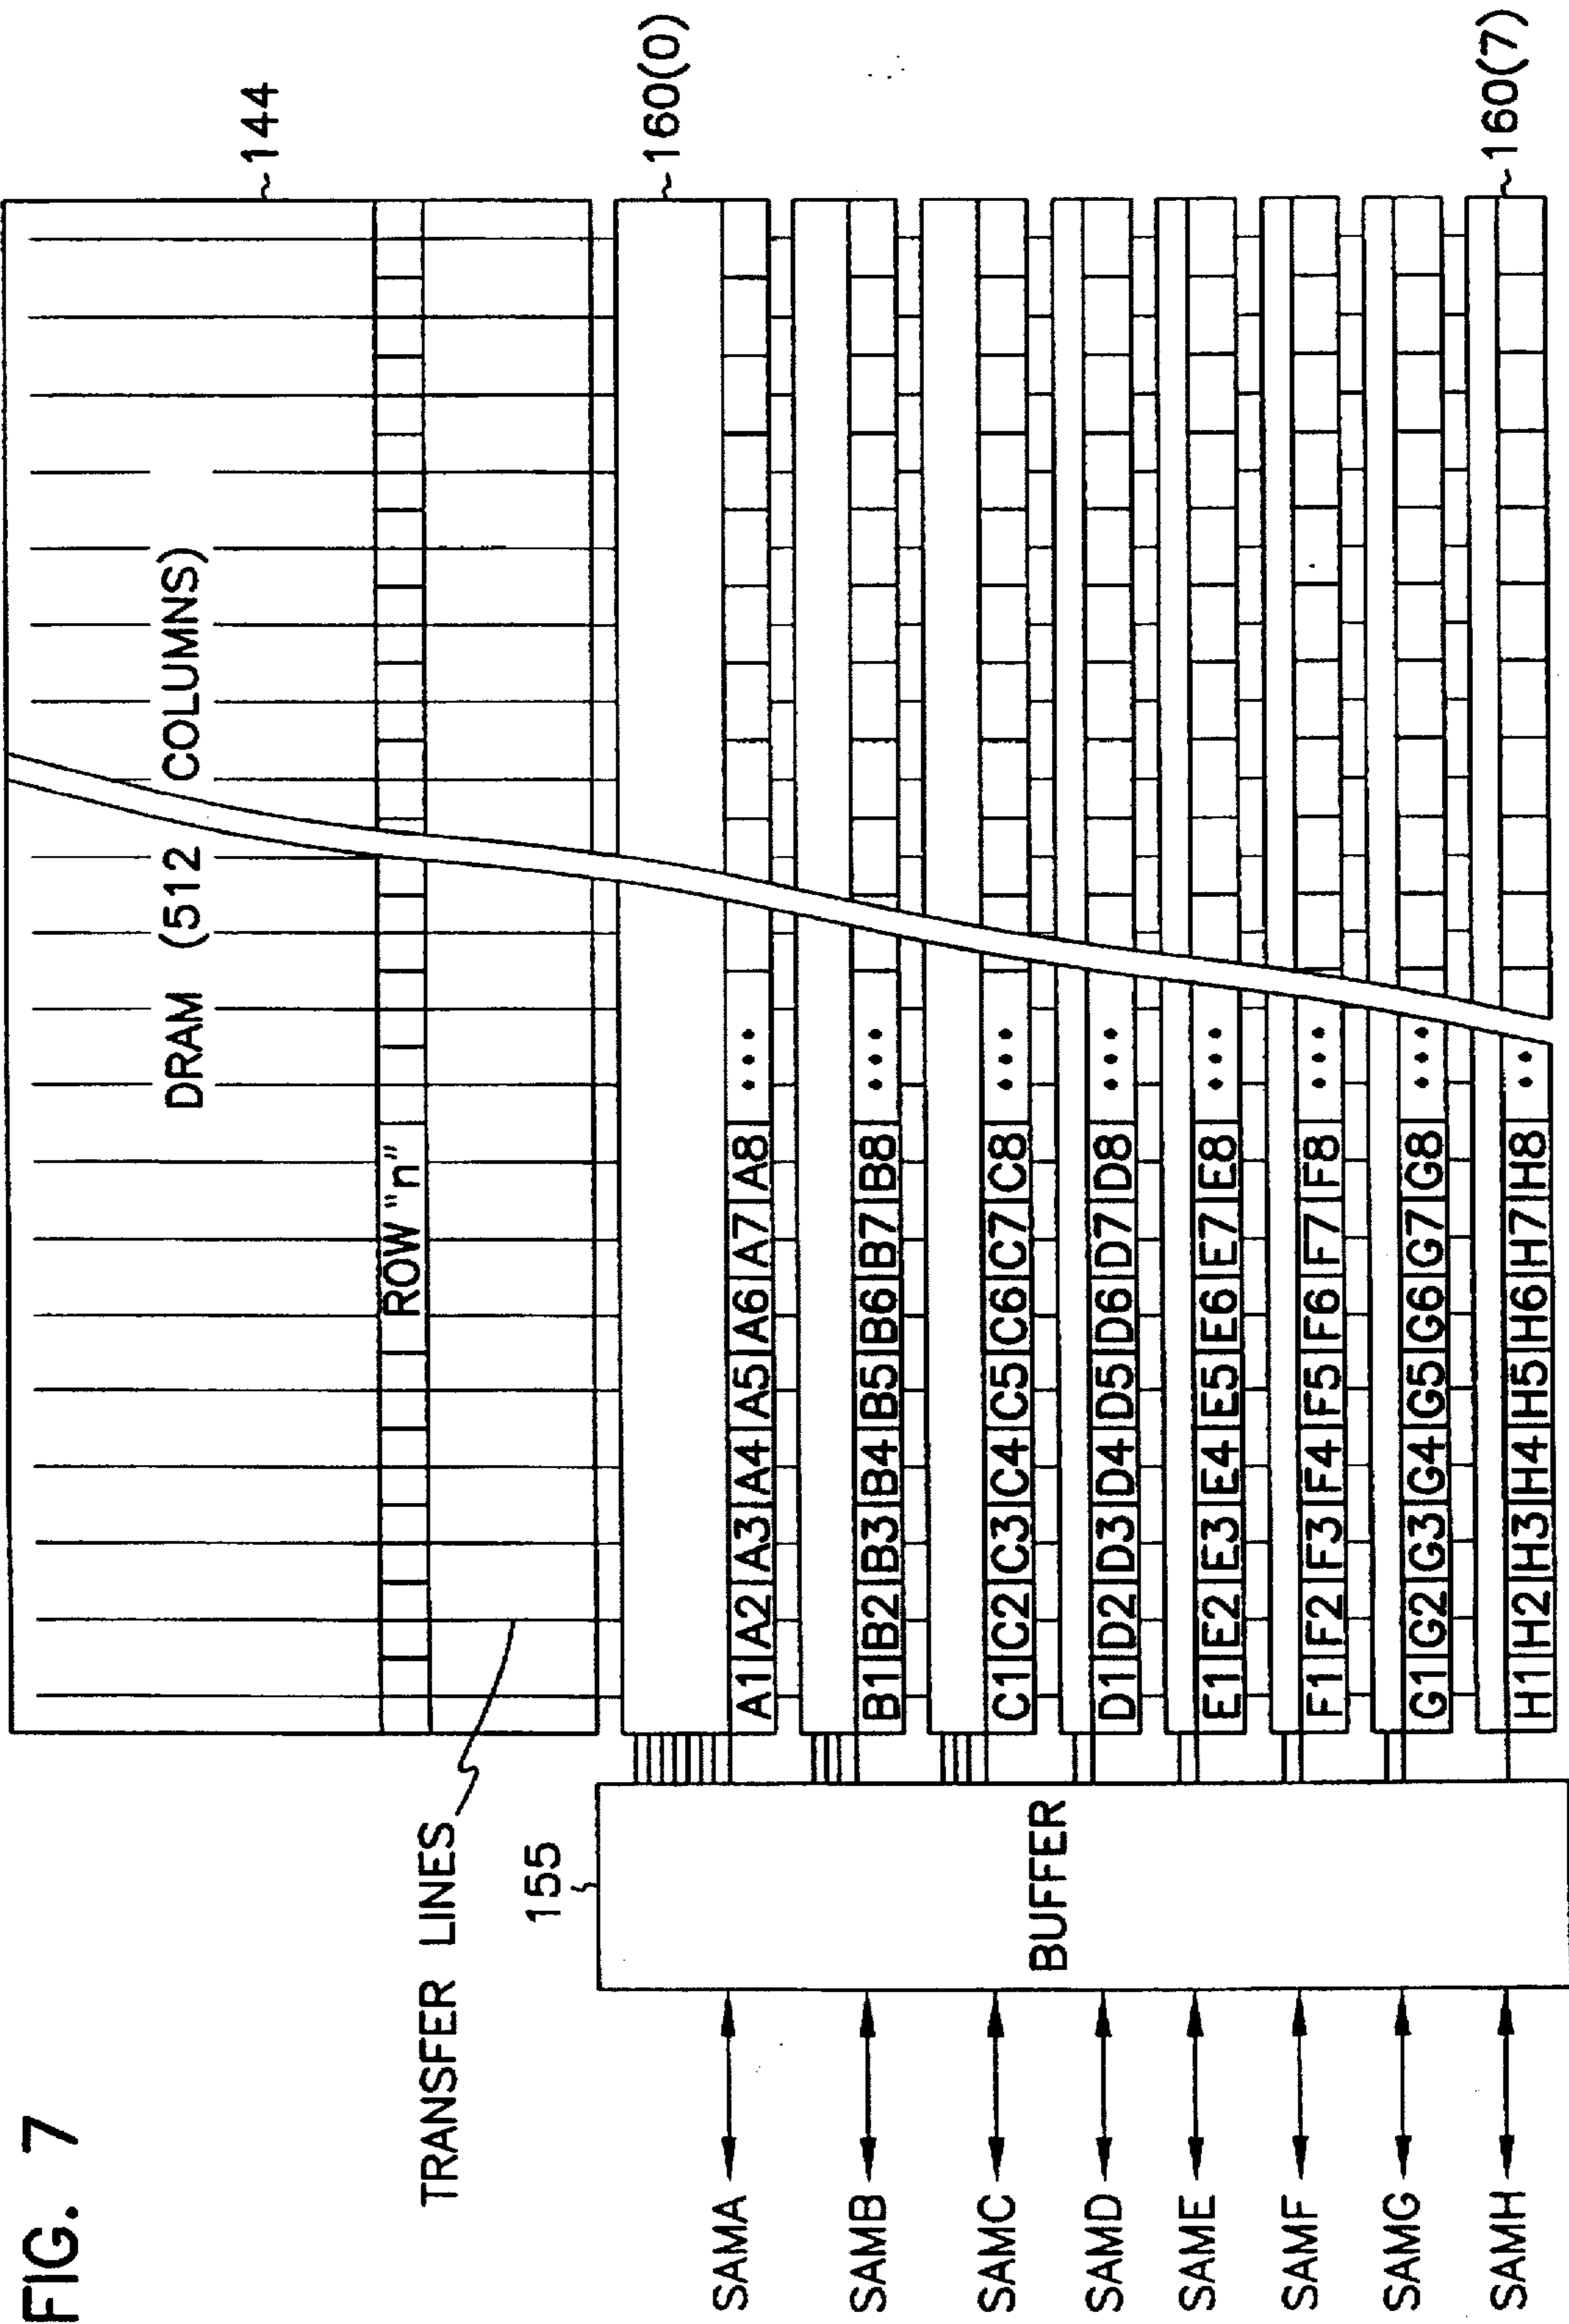 FIG. 7
DRAM (512 COLUMNS)
144
ROW "n"
TRANSFER LINES
155
BUFFER
160(0)
SAMA
A1 A2 A3 A4 A5 A6 A7 A8 •••
SAMB
B1 B2 B3 B4 B5 B6 B7 B8 •••
SAMC
C1 C2 C3 C4 C5 C6 C7 C8 •••
SAMD
D1 D2 D3 D4 D5 D6 D7 D8 •••
SAME
E1 E2 E3 E4 E5 E6 E7 E8 •••
SAMF
F1 F2 F3 F4 F5 F6 F7 F8 •••
SAMG
G1 G2 G3 G4 G5 G6 G7 G8 •••
SAMH
H1 H2 H3 H4 H5 H6 H7 H8 ••
160(7)